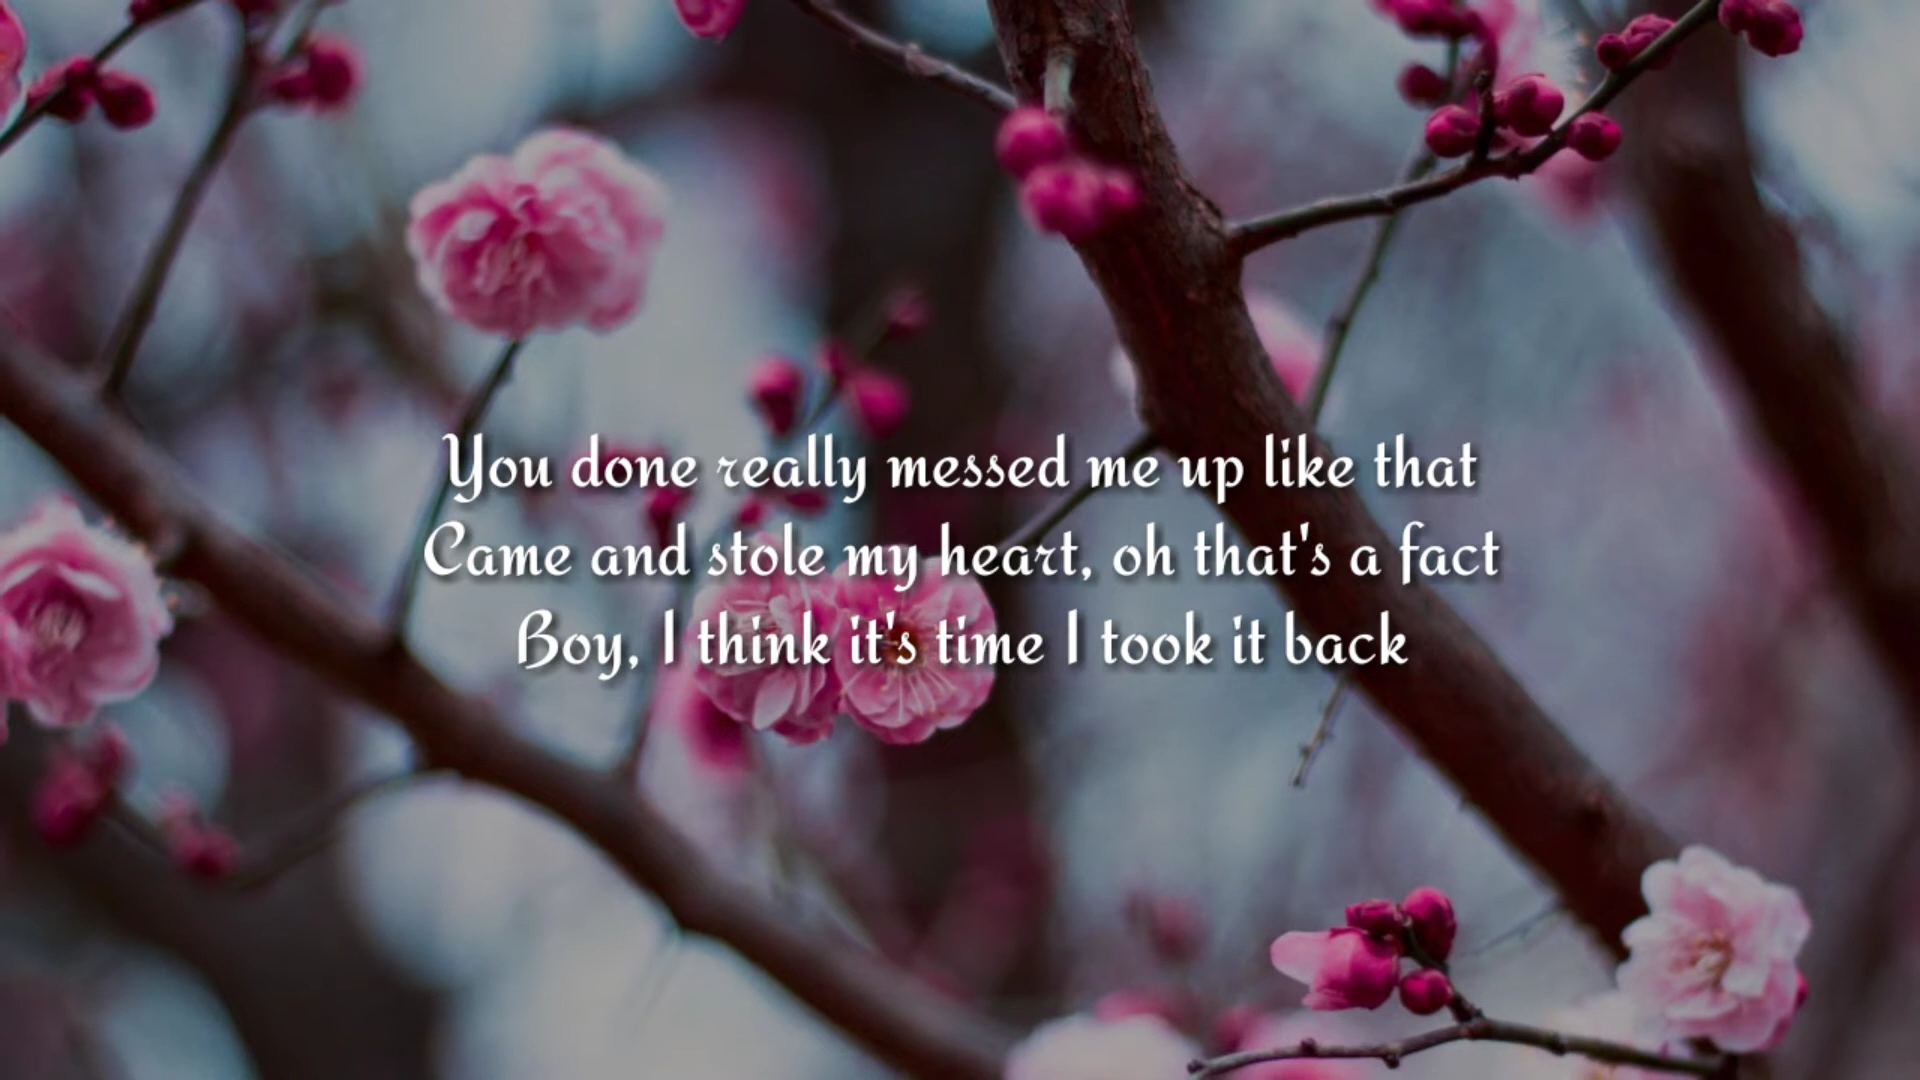 You done really messed me up like that
Came and stole my heart, oh that's a fact
Boy, I think it's time I took it back